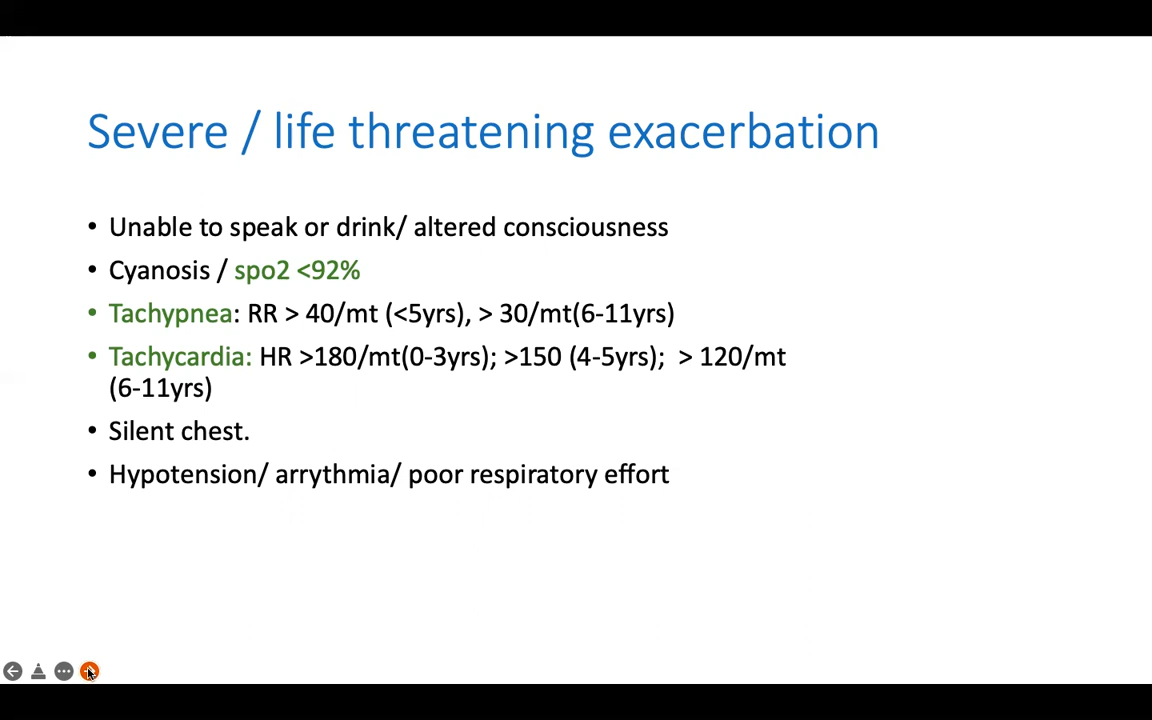 Severe / life threatening exacerbation
• Unable to speak or drink/ altered consciousness
• Cyanosis / spo2 <92%
• Tachypnea: RR > 40/mt (<5yrs), > 30/mt(6-11yrs)
• Tachycardia: HR >180/mt(0-3yrs); >150 (4-5yrs);  > 120/mt
(6-11yrs)
• Silent chest.
• Hypotension/ arrythmia/ poor respiratory effort